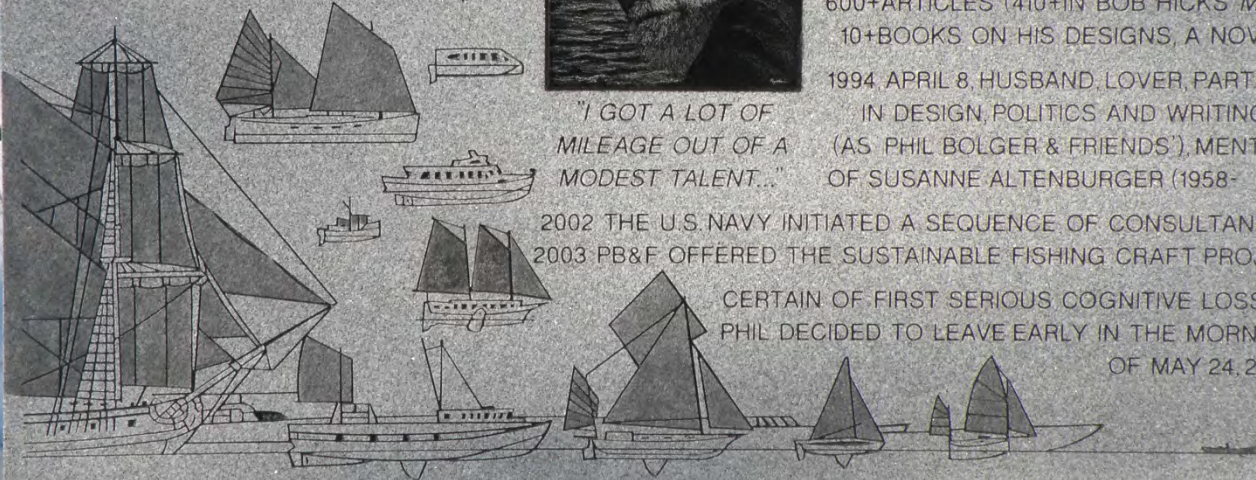 600+ARTICLES (410+IN BOB HICKS' M
10+BOOKS ON HIS DESIGNS, A NOV
1994 APRIL 8, HUSBAND, LOVER, PART
IN DESIGN, POLITICS AND WRITING
(AS PHIL BOLGER & FRIENDS'), MENT
OF SUSANNE ALTENBURGER (1958-
"I GOT A LOT OF
MILEAGE OUT OF A
MODEST TALENT..."
2002 THE U.S. NAVY INITIATED A SEQUENCE OF CONSULTAN
2003 PB&F OFFERED THE SUSTAINABLE FISHING CRAFT PROJ
CERTAIN OF FIRST SERIOUS COGNITIVE LOSS
PHIL DECIDED TO LEAVE EARLY IN THE MORN
OF MAY 24, 2